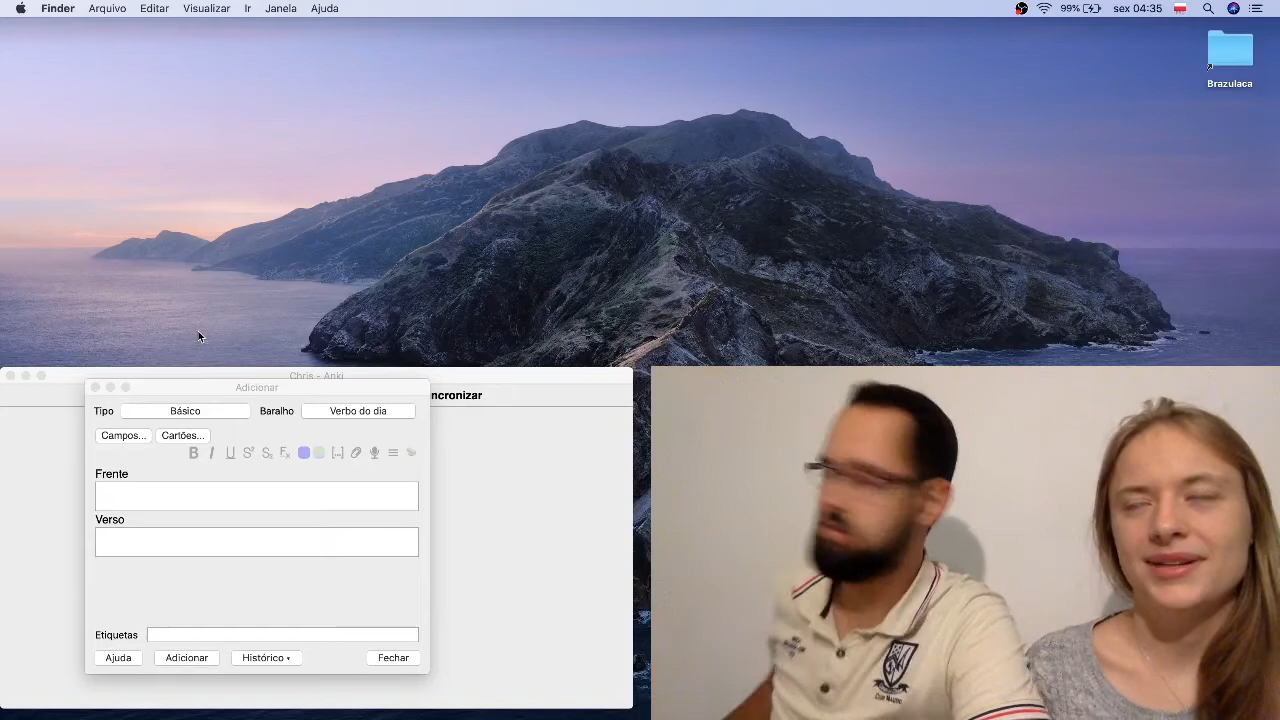 Finder Arquivo Editar Visualizar Ir Janela Ajuda 99% sex 04:35
Brazulaca
Chris - Anki
Adicionar
ncronizar
Tipo Básico Baralho Verbo do dia
Campos... Cartões...
Frente
Verso
Etiquetas
Ajuda Adicionar Histórico Fechar